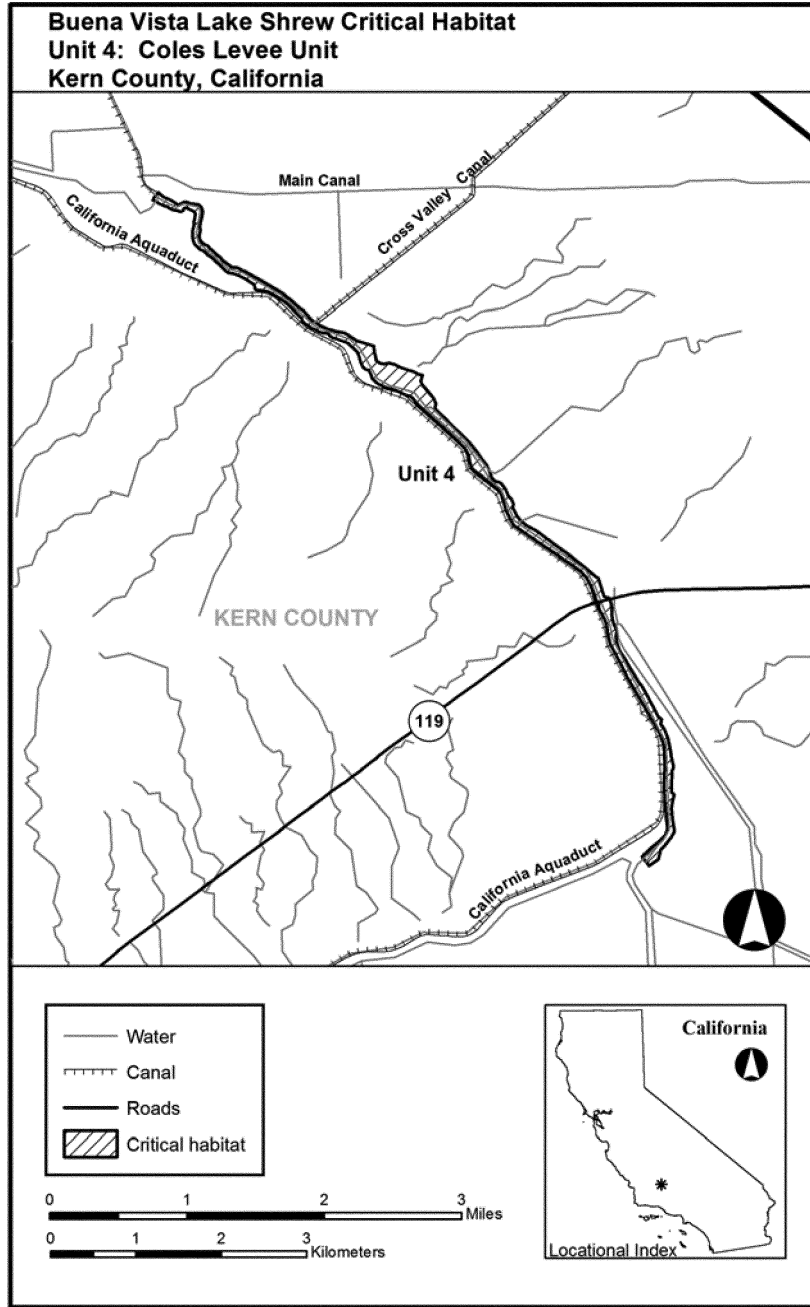 Buena Vista Lake Shrew Critical Habitat
Unit 4: Coles Levee Unit
Kern County, California
Main Canal
Cross Valley Canal
California Aquaduct
Unit 4
KERN COUNTY
119
California Aquaduct
Water
Canal
Roads
Critical habitat
0 1 2 3
Miles
0 1 2 3
Kilometers
California
Locational Index